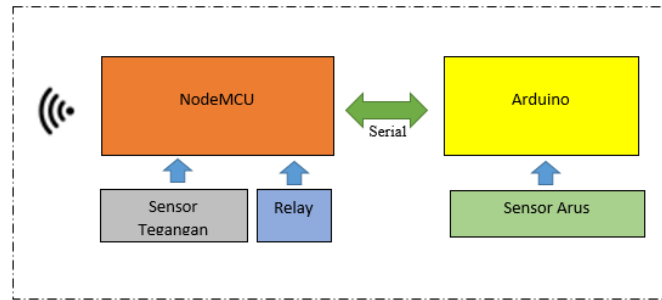 NodeMCU
Arduino
Serial
Sensor
Tegangan
Relay
Sensor Arus